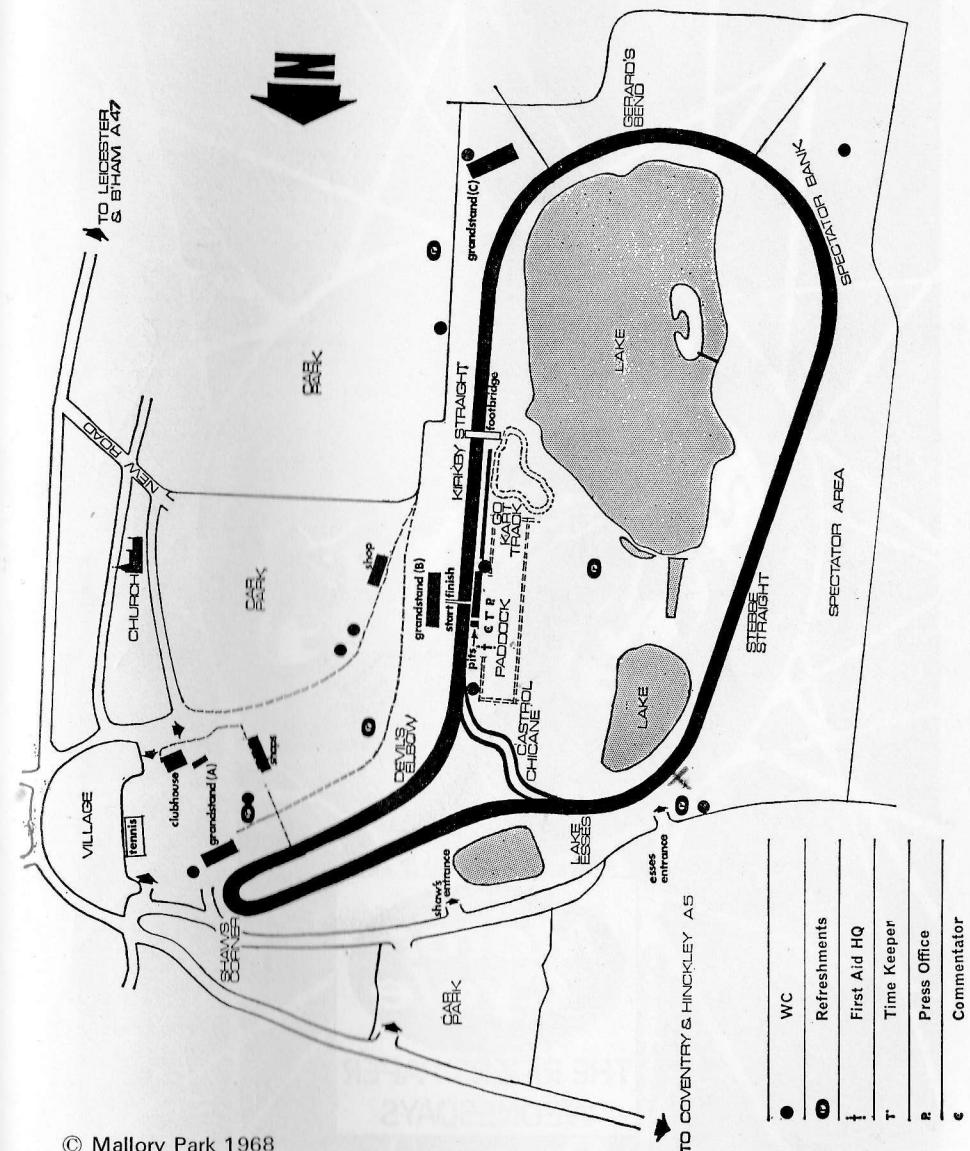 TO LEICESTER
& B'HAM A47
N
NEW ROAD
CHURCH
VILLAGE
tennis
clubhouse
grandstand (A)
shops
CAR
PARK
shop
CAR
PARK
GERARD'S
BEND
grandstand (C)
KIRKBY STRAIGHT
footbridge
grandstand (B)
start
finish
pits
† C T P.
PADDOCK
GO
KART
TRACK
DEVIL'S
ELBOW
CASTROL
CHICANE
LAKE
SPECTATOR BANK
SPECTATOR AREA
STEBBE
STRAIGHT
LAKE
LAKE
ESSES
esses
entrance
shaw's
entrance
SHAW'S
CORNER
CAR
PARK
TO COVENTRY & HINCKLEY A5
WC
Refreshments
† First Aid HQ
T Time Keeper
P. Press Office
C Commentator
© Mallory Park 1968